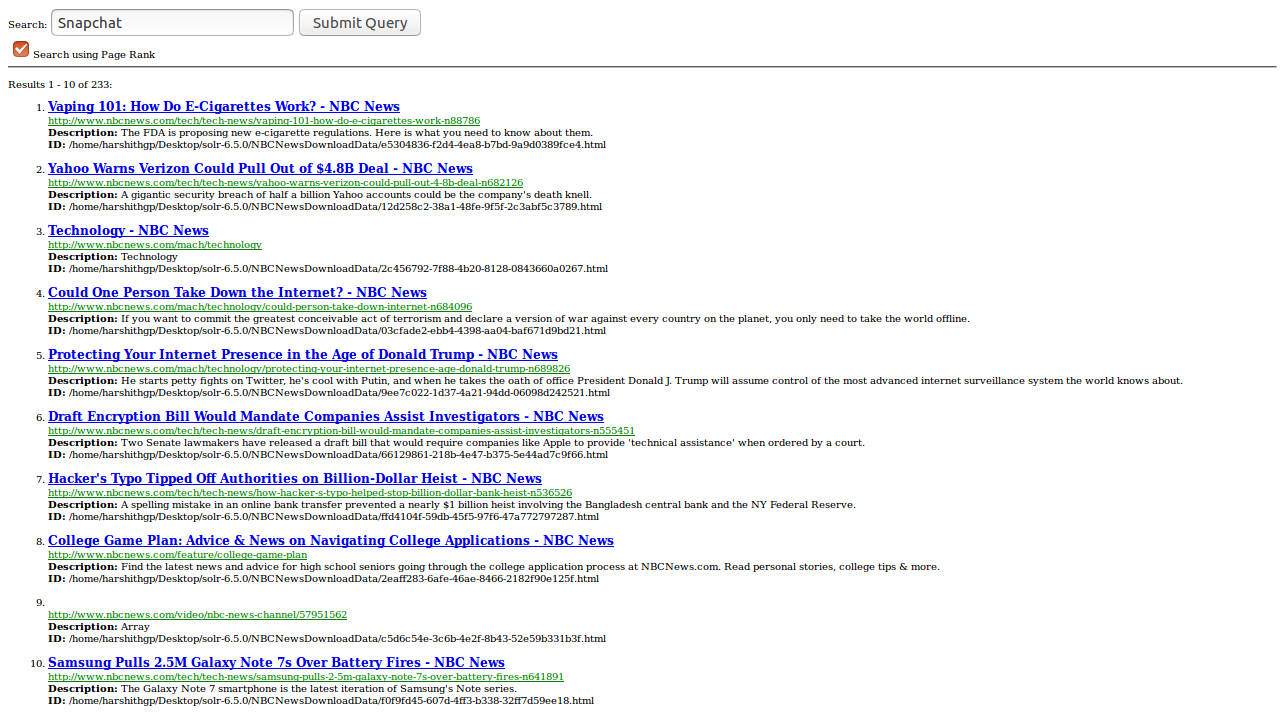 Search: Snapchat Submit Query
Search using Page Rank
Results 1 - 10 of 233:
1. Vaping 101: How Do E-Cigarettes Work? - NBC News
http://www.nbcnews.com/tech/tech-news/vaping-101-how-do-e-cigarettes-work-n88786
Description: The FDA is proposing new e-cigarette regulations. Here is what you need to know about them.
ID: /home/harshithgp/Desktop/solr-6.5.0/NBCNewsDownloadData/e5304836-f2d4-4ea8-b7bd-9a9d0389fce4.html
2. Yahoo Warns Verizon Could Pull Out of $4.8B Deal - NBC News
http://www.nbcnews.com/tech/tech-news/yahoo-warns-verizon-could-pull-out-4-8b-deal-n682126
Description: A gigantic security breach of half a billion Yahoo accounts could be the company's death knell.
ID: /home/harshithgp/Desktop/solr-6.5.0/NBCNewsDownloadData/12d258c2-38a1-48fe-9f5f-2c3abf5c3789.html
3. Technology - NBC News
http://www.nbcnews.com/mach/technology
Description: Technology
ID: /home/harshithgp/Desktop/solr-6.5.0/NBCNewsDownloadData/2c456792-7f88-4b20-8128-0843660a0267.html
4. Could One Person Take Down the Internet? - NBC News
http://www.nbcnews.com/mach/technology/could-person-take-down-internet-n684096
Description: If you want to commit the greatest conceivable act of terrorism and declare a version of war against every country on the planet, you only need to take the world offline.
ID: /home/harshithgp/Desktop/solr-6.5.0/NBCNewsDownloadData/03cfade2-ebb4-4398-aa04-baf671d9bd21.html
5. Protecting Your Internet Presence in the Age of Donald Trump - NBC News
http://www.nbcnews.com/mach/technology/protecting-your-internet-presence-age-donald-trump-n689826
Description: He starts petty fights on Twitter, he's cool with Putin, and when he takes the oath of office President Donald J. Trump will assume control of the most advanced internet surveillance system the world knows about.
ID: /home/harshithgp/Desktop/solr-6.5.0/NBCNewsDownloadData/9ee7c022-1d37-4a21-94dd-06098d242521.html
6. Draft Encryption Bill Would Mandate Companies Assist Investigators - NBC News
http://www.nbcnews.com/tech/tech-news/draft-encryption-bill-would-mandate-companies-assist-investigators-n555451
Description: Two Senate lawmakers have released a draft bill that would require companies like Apple to provide 'technical assistance' when ordered by a court.
ID: /home/harshithgp/Desktop/solr-6.5.0/NBCNewsDownloadData/66129861-218b-4e47-b375-5e44ad7c9f66.html
7. Hacker's Typo Tipped Off Authorities on Billion-Dollar Heist - NBC News
http://www.nbcnews.com/tech/tech-news/how-hacker-s-typo-helped-stop-billion-dollar-bank-heist-n536526
Description: A spelling mistake in an online bank transfer prevented a nearly $1 billion heist involving the Bangladesh central bank and the NY Federal Reserve.
ID: /home/harshithgp/Desktop/solr-6.5.0/NBCNewsDownloadData/ffd4104f-59db-45f5-97f6-47a772797287.html
8. College Game Plan: Advice & News on Navigating College Applications - NBC News
http://www.nbcnews.com/feature/college-game-plan
Description: Find the latest news and advice for high school seniors going through the college application process at NBCNews.com. Read personal stories, college tips & more.
ID: /home/harshithgp/Desktop/solr-6.5.0/NBCNewsDownloadData/2eaff283-6afe-46ae-8466-2182f90e125f.html
9.
http://www.nbcnews.com/video/nbc-news-channel/57951562
Description: Array
ID: /home/harshithgp/Desktop/solr-6.5.0/NBCNewsDownloadData/c5d6c54e-3c6b-4e2f-8b43-52e59b331b3f.html
10. Samsung Pulls 2.5M Galaxy Note 7s Over Battery Fires - NBC News
http://www.nbcnews.com/tech/tech-news/samsung-pulls-2-5m-galaxy-note-7s-over-battery-fires-n641891
Description: The Galaxy Note 7 smartphone is the latest iteration of Samsung's Note series.
ID: /home/harshithgp/Desktop/solr-6.5.0/NBCNewsDownloadData/f0f9fd45-607d-4ff3-b338-32ff7d59ee18.html